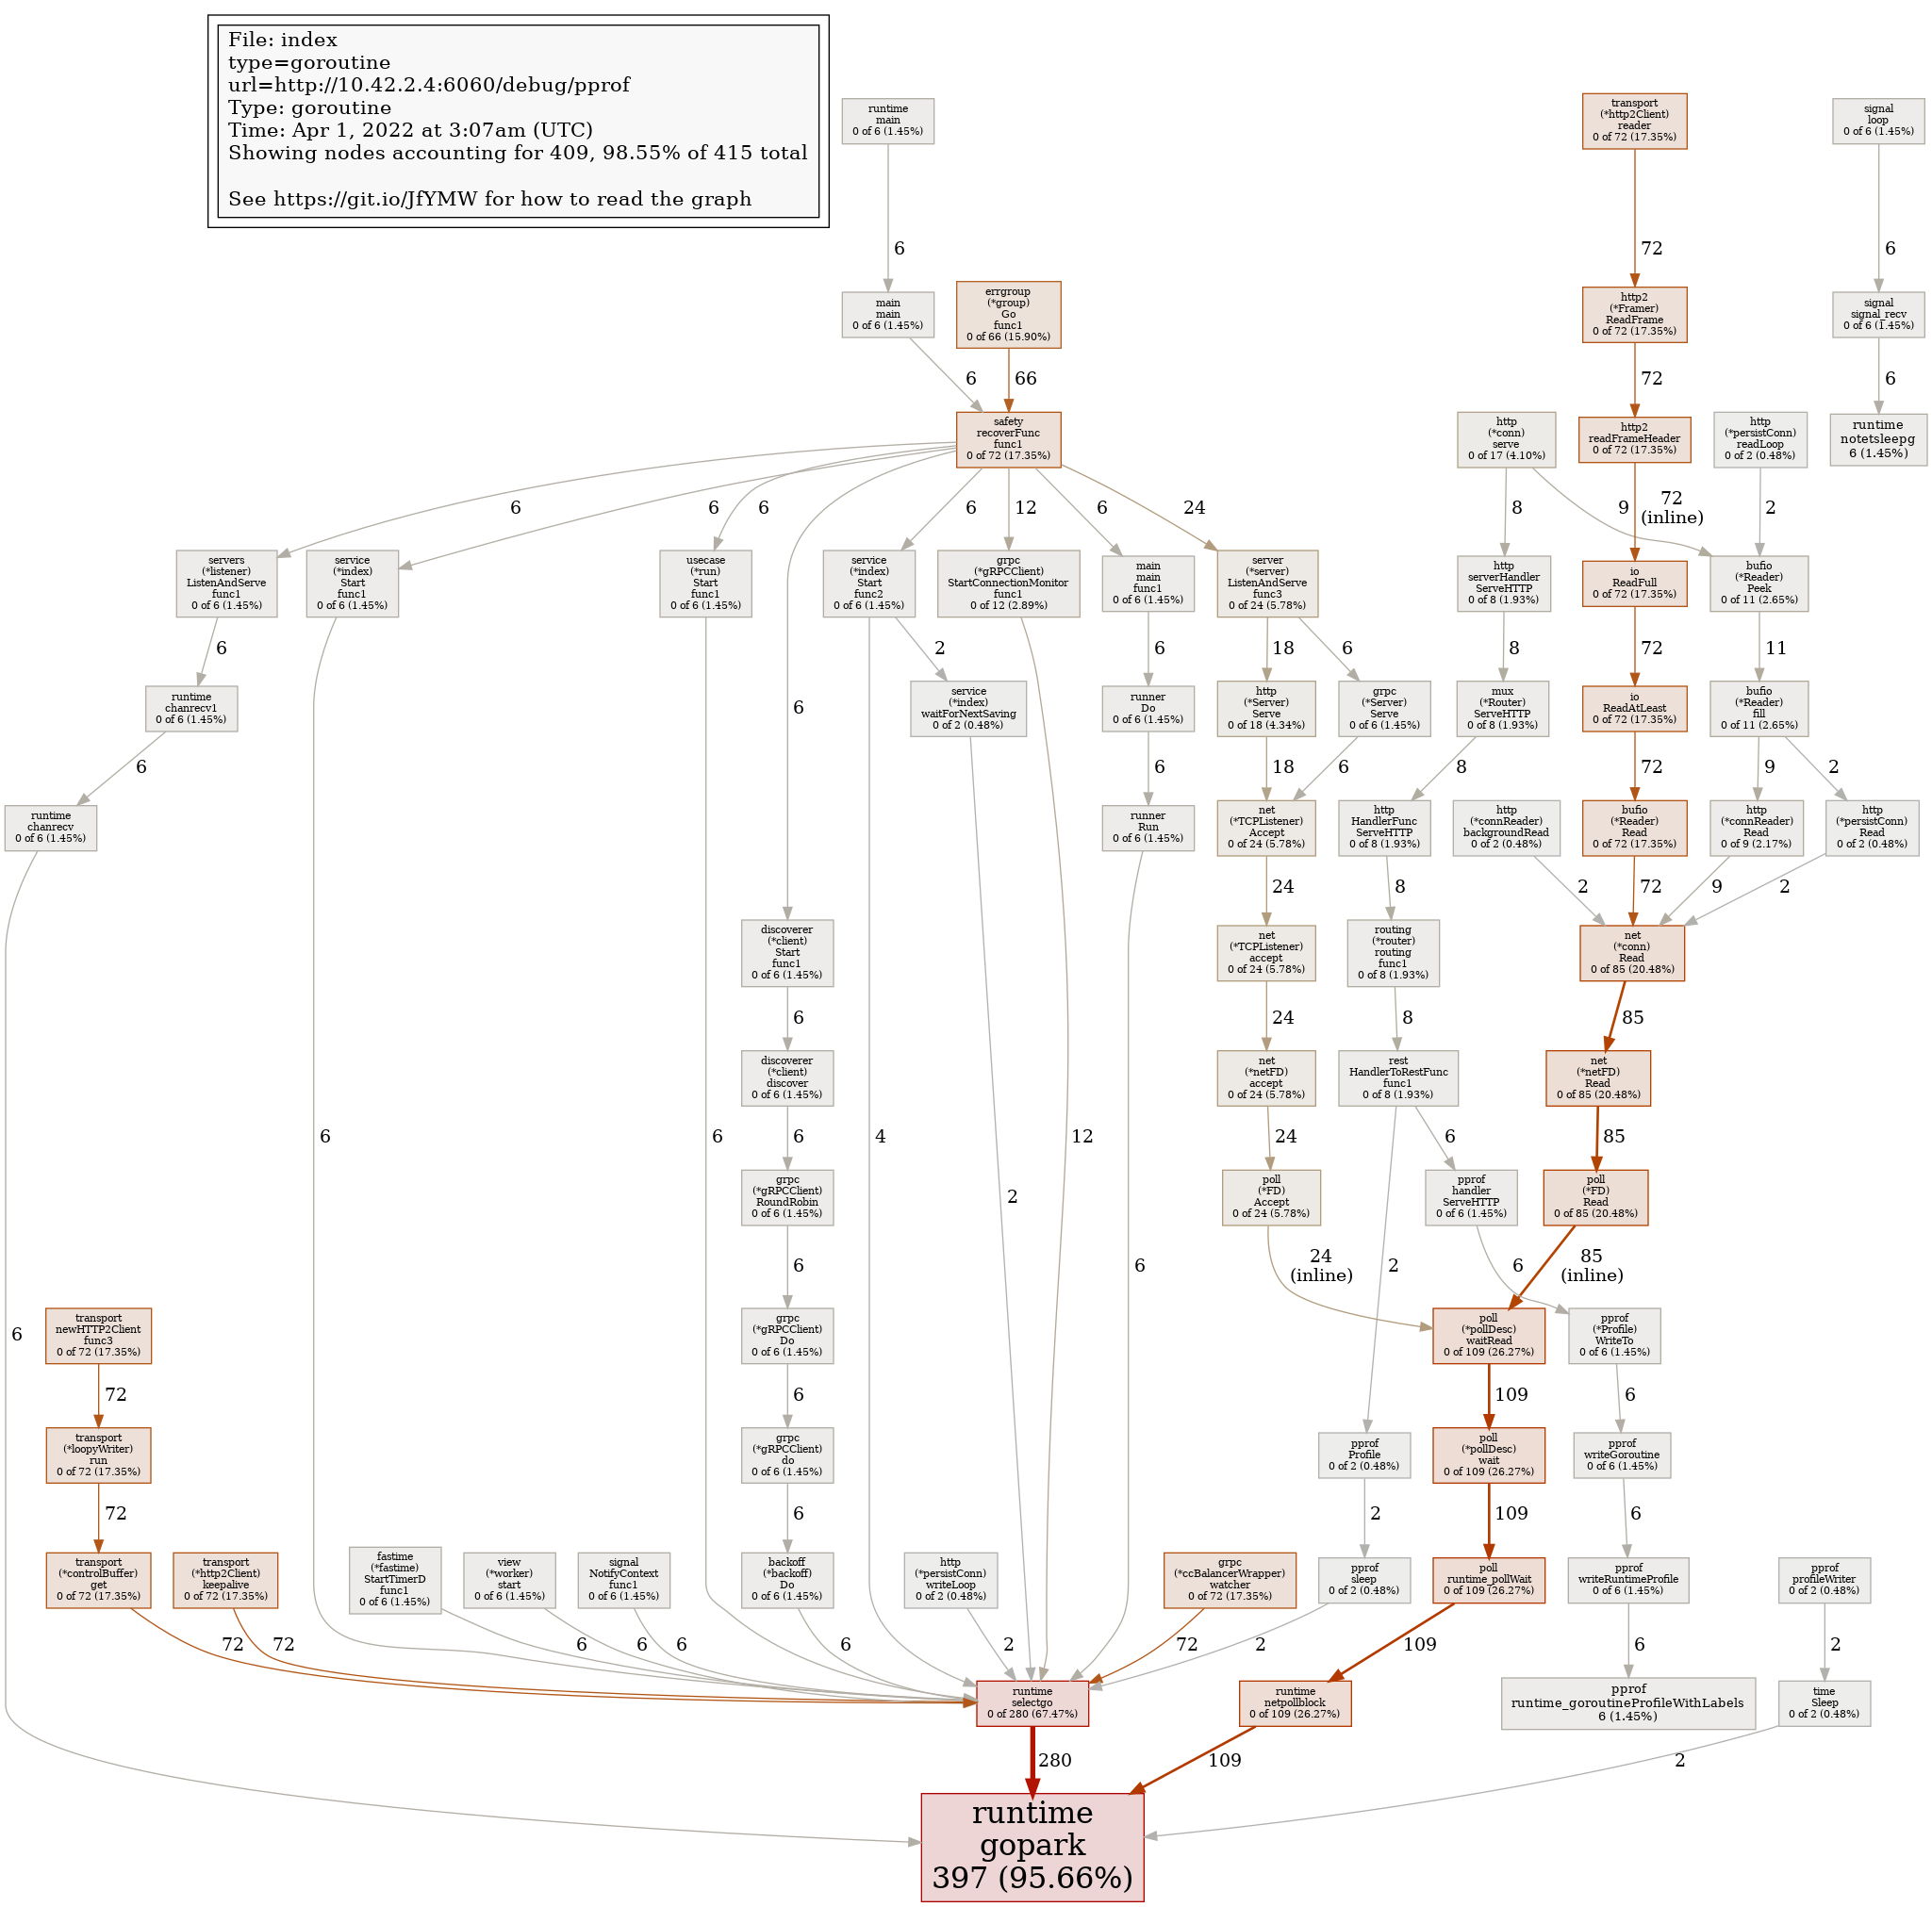 File: index
type=goroutine
url=http://10.42.2.4:6060/debug/pprof
Type: goroutine
Time: Apr 1, 2022 at 3:07am (UTC)
Showing nodes accounting for 409, 98.55% of 415 total
See https://git.io/JfYMW for how to read the graph
runtime
main
0 of 6 (1.45%)
transport
(*http2Client)
reader
0 of 72 (17.35%)
signal
loop
0 of 6 (1.45%)
6
72
6
main
main
0 of 6 (1.45%)
errgroup
(*group)
Go
func1
0 of 66 (15.90%)
http2
(*Framer)
ReadFrame
0 of 72 (17.35%)
signal
signal_recv
0 of 6 (1.45%)
6
66
72
6
safety
recoverFunc
func1
0 of 72 (17.35%)
http
(*conn)
serve
0 of 17 (4.10%)
http2
readFrameHeader
0 of 72 (17.35%)
http
(*persistConn)
readLoop
0 of 2 (0.48%)
runtime
notetsleepg
6 (1.45%)
6
6
6
6
6
12
6
24
8
9
72
(inline)
2
servers
(*listener)
ListenAndServe
func1
0 of 6 (1.45%)
service
(*index)
Start
func1
0 of 6 (1.45%)
usecase
(*run)
Start
func1
0 of 6 (1.45%)
service
(*index)
Start
func2
0 of 6 (1.45%)
grpc
(*gRPCClient)
StartConnectionMonitor
func1
0 of 12 (2.89%)
main
main
func1
0 of 6 (1.45%)
server
(*server)
ListenAndServe
func3
0 of 24 (5.78%)
http
serverHandler
ServeHTTP
0 of 8 (1.93%)
io
ReadFull
0 of 72 (17.35%)
bufio
(*Reader)
Peek
0 of 11 (2.65%)
6
2
6
18
6
8
72
11
runtime
chanrecv1
0 of 6 (1.45%)
service
(*index)
waitForNextSaving
0 of 2 (0.48%)
runner
Do
0 of 6 (1.45%)
http
(*Server)
Serve
0 of 18 (4.34%)
grpc
(*Server)
Serve
0 of 6 (1.45%)
mux
(*Router)
ServeHTTP
0 of 8 (1.93%)
io
ReadAtLeast
0 of 72 (17.35%)
bufio
(*Reader)
fill
0 of 11 (2.65%)
6
6
18
6
8
72
9
2
runtime
chanrecv
0 of 6 (1.45%)
runner
Run
0 of 6 (1.45%)
net
(*TCPListener)
Accept
0 of 24 (5.78%)
http
HandlerFunc
ServeHTTP
0 of 8 (1.93%)
http
(*connReader)
backgroundRead
0 of 2 (0.48%)
bufio
(*Reader)
Read
0 of 72 (17.35%)
http
(*connReader)
Read
0 of 9 (2.17%)
http
(*persistConn)
Read
0 of 2 (0.48%)
24
8
2
72
9
2
discoverer
(*client)
Start
func1
0 of 6 (1.45%)
net
(*TCPListener)
accept
0 of 24 (5.78%)
routing
(*router)
routing
func1
0 of 8 (1.93%)
net
(*conn)
Read
0 of 85 (20.48%)
6
24
8
85
discoverer
(*client)
discover
0 of 6 (1.45%)
net
(*netFD)
accept
0 of 24 (5.78%)
rest
HandlerToRestFunc
func1
0 of 8 (1.93%)
net
(*netFD)
Read
0 of 85 (20.48%)
6
6
6
4
12
24
6
85
grpc
(*gRPCClient)
RoundRobin
0 of 6 (1.45%)
2
poll
(*FD)
Accept
0 of 24 (5.78%)
pprof
handler
ServeHTTP
0 of 6 (1.45%)
poll
(*FD)
Read
0 of 85 (20.48%)
6
6
24
(inline)
2
6
85
(inline)
6
transport
newHTTP2Client
func3
0 of 72 (17.35%)
grpc
(*gRPCClient)
Do
0 of 6 (1.45%)
poll
(*pollDesc)
waitRead
0 of 109 (26.27%)
pprof
(*Profile)
WriteTo
0 of 6 (1.45%)
72
6
109
6
transport
(*loopyWriter)
run
0 of 72 (17.35%)
grpc
(*gRPCClient)
do
0 of 6 (1.45%)
pprof
Profile
0 of 2 (0.48%)
poll
(*pollDesc)
wait
0 of 109 (26.27%)
pprof
writeGoroutine
0 of 6 (1.45%)
72
6
2
109
6
transport
(*controlBuffer)
get
0 of 72 (17.35%)
transport
(*http2Client)
keepalive
0 of 72 (17.35%)
fastime
(*fastime)
StartTimerD
func1
0 of 6 (1.45%)
view
(*worker)
start
0 of 6 (1.45%)
signal
NotifyContext
func1
0 of 6 (1.45%)
backoff
(*backoff)
Do
0 of 6 (1.45%)
http
(*persistConn)
writeLoop
0 of 2 (0.48%)
grpc
(*ccBalancerWrapper)
watcher
0 of 72 (17.35%)
pprof
sleep
0 of 2 (0.48%)
poll
runtime_pollWait
0 of 109 (26.27%)
pprof
writeRuntimeProfile
0 of 6 (1.45%)
pprof
profileWriter
0 of 2 (0.48%)
72
72
6
6
6
6
2
72
2
109
6
2
runtime
selectgo
0 of 280 (67.47%)
runtime
netpollblock
0 of 109 (26.27%)
pprof
runtime_goroutineProfileWithLabels
6 (1.45%)
time
Sleep
0 of 2 (0.48%)
280
109
2
runtime
gopark
397 (95.66%)